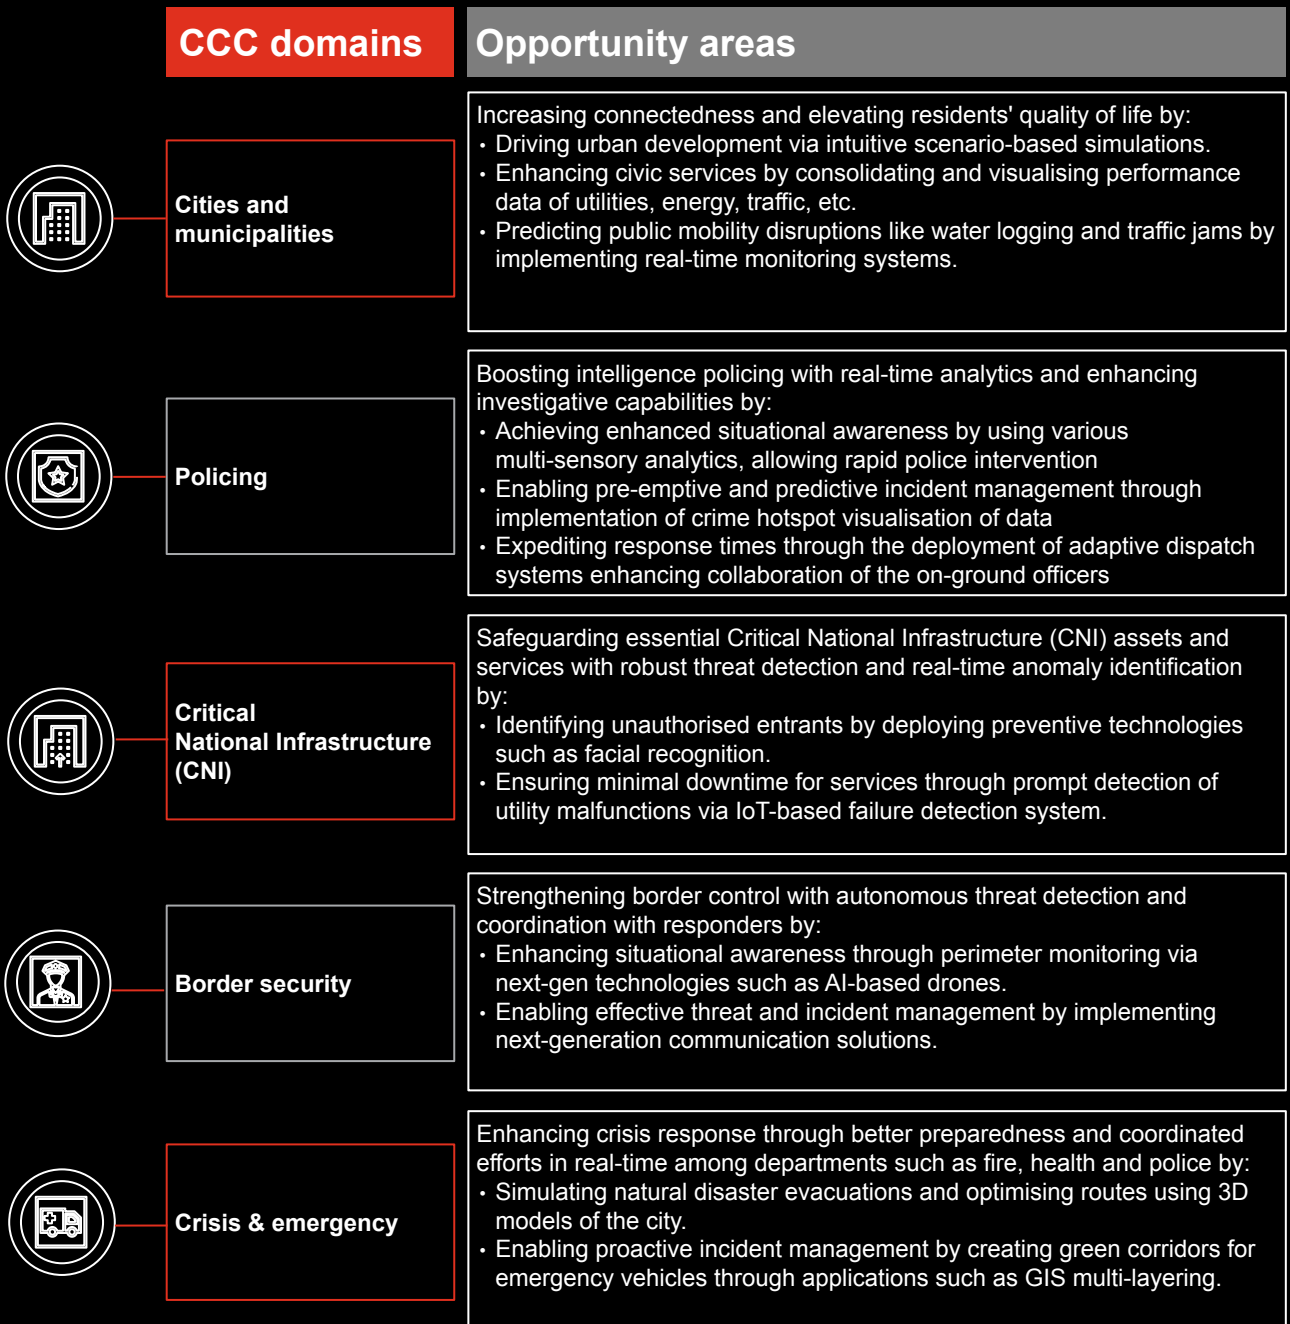 CCC domains
Opportunity areas
Cities and
municipalities
Increasing connectedness and elevating residents' quality of life by:
• Driving urban development via intuitive scenario-based simulations.
• Enhancing civic services by consolidating and visualising performance
data of utilities, energy, traffic, etc.
• Predicting public mobility disruptions like water logging and traffic jams by
implementing real-time monitoring systems.
Policing
Boosting intelligence policing with real-time analytics and enhancing
investigative capabilities by:
• Achieving enhanced situational awareness by using various
multi-sensory analytics, allowing rapid police intervention
• Enabling pre-emptive and predictive incident management through
implementation of crime hotspot visualisation of data
• Expediting response times through the deployment of adaptive dispatch
systems enhancing collaboration of the on-ground officers
Critical
National Infrastructure
(CNI)
Safeguarding essential Critical National Infrastructure (CNI) assets and
services with robust threat detection and real-time anomaly identification
by:
• Identifying unauthorised entrants by deploying preventive technologies
such as facial recognition.
• Ensuring minimal downtime for services through prompt detection of
utility malfunctions via IoT-based failure detection system.
Border security
Strengthening border control with autonomous threat detection and
coordination with responders by:
• Enhancing situational awareness through perimeter monitoring via
next-gen technologies such as AI-based drones.
• Enabling effective threat and incident management by implementing
next-generation communication solutions.
Crisis & emergency
Enhancing crisis response through better preparedness and coordinated
efforts in real-time among departments such as fire, health and police by:
• Simulating natural disaster evacuations and optimising routes using 3D
models of the city.
• Enabling proactive incident management by creating green corridors for
emergency vehicles through applications such as GIS multi-layering.